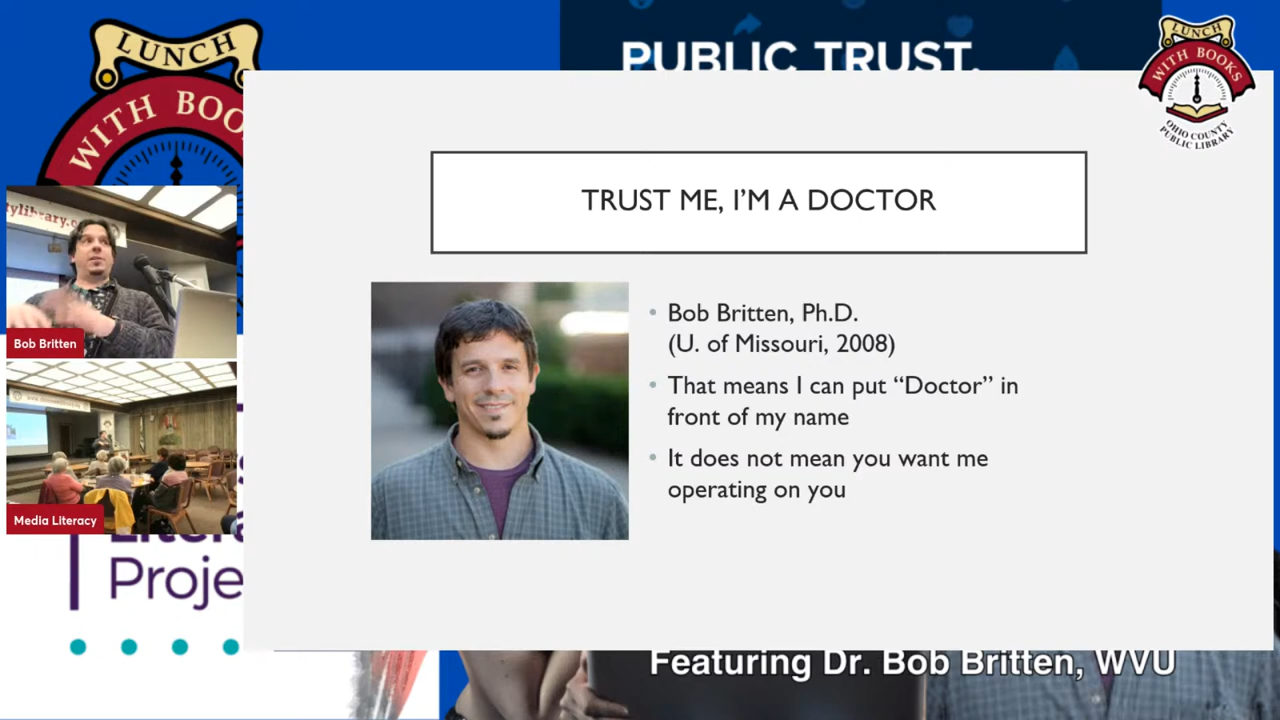 LUNCH
WITH BOOKS
PUBLIC TRUST.
LUNCH
WITH BOOKS
OHIO COUNTY
PUBLIC LIBRARY
TRUST ME, I’M A DOCTOR
Bob Britten
Media Literacy
• Bob Britten, Ph.D.
(U. of Missouri, 2008)
• That means I can put “Doctor” in
front of my name
• It does not mean you want me
operating on you
Proje
Featuring Dr. Bob Britten, WVU